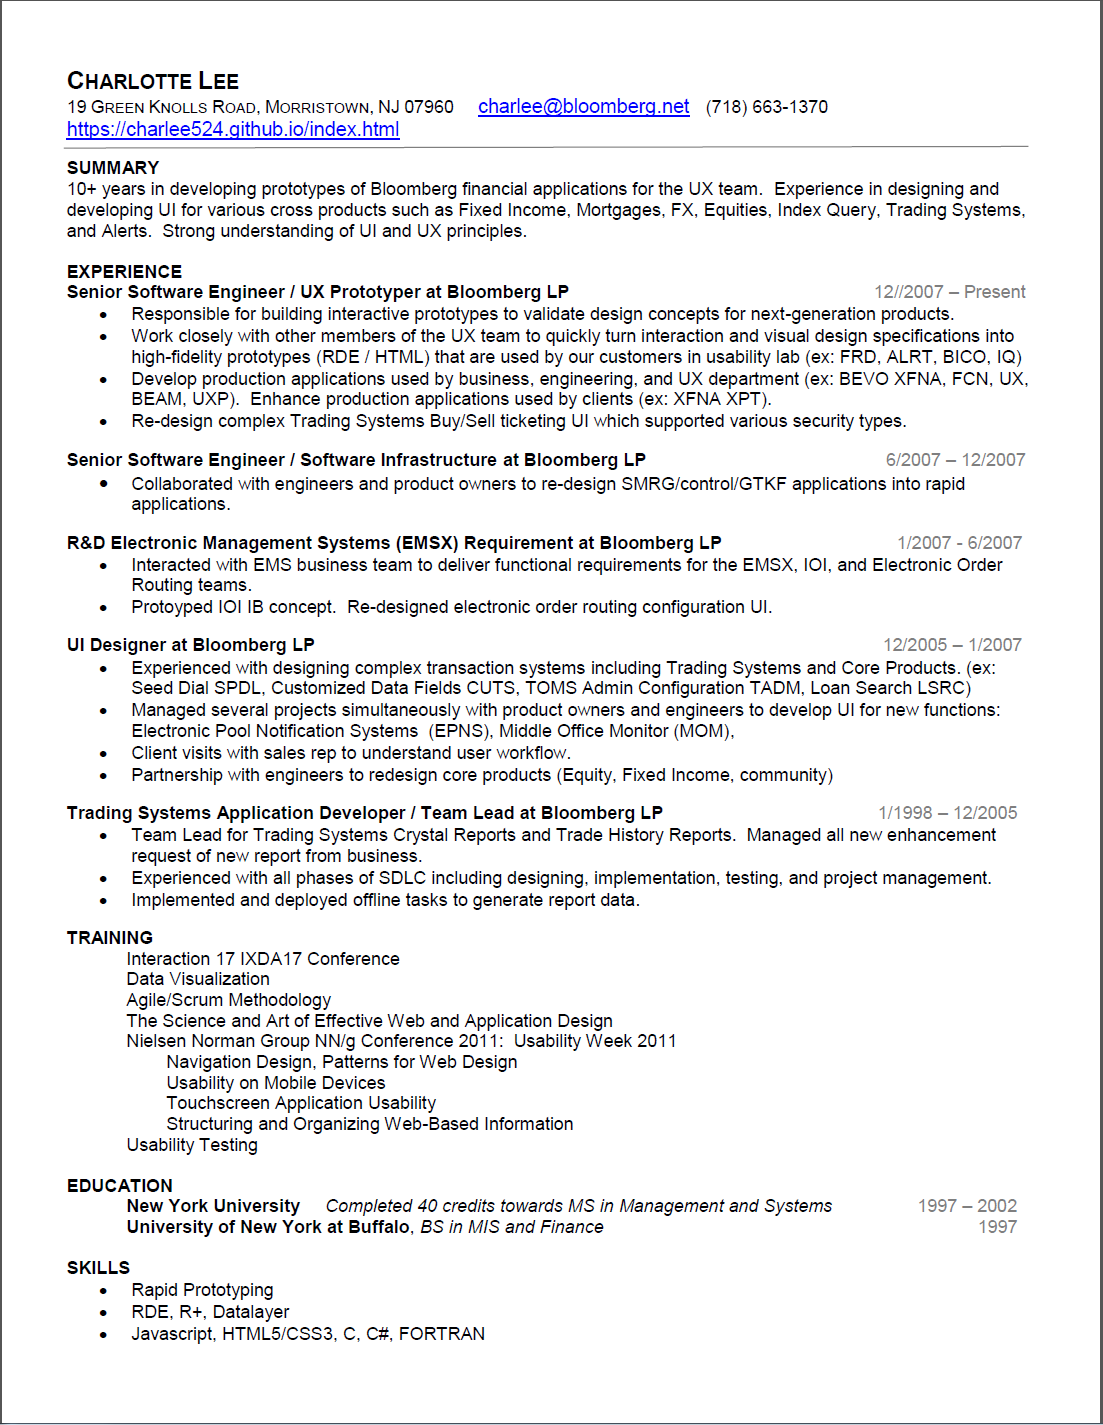 CHARLOTTE LEE
19 GREEN KNOLLS ROAD, MORRISTOWN, NJ 07960 charlee@bloomberg.net (718) 663-1370
https://charlee524.github.io/index.html
SUMMARY
10+ years in developing prototypes of Bloomberg financial applications for the UX team. Experience in designing and
developing UI for various cross products such as Fixed Income, Mortgages, FX, Equities, Index Query, Trading Systems,
and Alerts. Strong understanding of UI and UX principles.
EXPERIENCE
Senior Software Engineer / UX Prototyper at Bloomberg LP 12//2007 – Present
• Responsible for building interactive prototypes to validate design concepts for next-generation products.
• Work closely with other members of the UX team to quickly turn interaction and visual design specifications into
high-fidelity prototypes (RDE / HTML) that are used by our customers in usability lab (ex: FRD, ALRT, BICO, IQ)
• Develop production applications used by business, engineering, and UX department (ex: BEVO XFNA, FCN, UX,
BEAM, UXP). Enhance production applications used by clients (ex: XFNA XPT).
• Re-design complex Trading Systems Buy/Sell ticketing UI which supported various security types.
Senior Software Engineer / Software Infrastructure at Bloomberg LP 6/2007 – 12/2007
• Collaborated with engineers and product owners to re-design SMRG/control/GTKF applications into rapid
applications.
R&D Electronic Management Systems (EMSX) Requirement at Bloomberg LP 1/2007 - 6/2007
• Interacted with EMS business team to deliver functional requirements for the EMSX, IOI, and Electronic Order
Routing teams.
• Protoyped IOI IB concept. Re-designed electronic order routing configuration UI.
UI Designer at Bloomberg LP 12/2005 – 1/2007
• Experienced with designing complex transaction systems including Trading Systems and Core Products. (ex:
Seed Dial SPDL, Customized Data Fields CUTS, TOMS Admin Configuration TADM, Loan Search LSRC)
• Managed several projects simultaneously with product owners and engineers to develop UI for new functions:
Electronic Pool Notification Systems (EPNS), Middle Office Monitor (MOM),
• Client visits with sales rep to understand user workflow.
• Partnership with engineers to redesign core products (Equity, Fixed Income, community)
Trading Systems Application Developer / Team Lead at Bloomberg LP 1/1998 – 12/2005
• Team Lead for Trading Systems Crystal Reports and Trade History Reports. Managed all new enhancement
request of new report from business.
• Experienced with all phases of SDLC including designing, implementation, testing, and project management.
• Implemented and deployed offline tasks to generate report data.
TRAINING
Interaction 17 IXDA17 Conference
Data Visualization
Agile/Scrum Methodology
The Science and Art of Effective Web and Application Design
Nielsen Norman Group NN/g Conference 2011: Usability Week 2011
Navigation Design, Patterns for Web Design
Usability on Mobile Devices
Touchscreen Application Usability
Structuring and Organizing Web-Based Information
Usability Testing
EDUCATION
New York University Completed 40 credits towards MS in Management and Systems 1997 – 2002
University of New York at Buffalo, BS in MIS and Finance 1997
SKILLS
• Rapid Prototyping
• RDE, R+, Datalayer
• Javascript, HTML5/CSS3, C, C#, FORTRAN